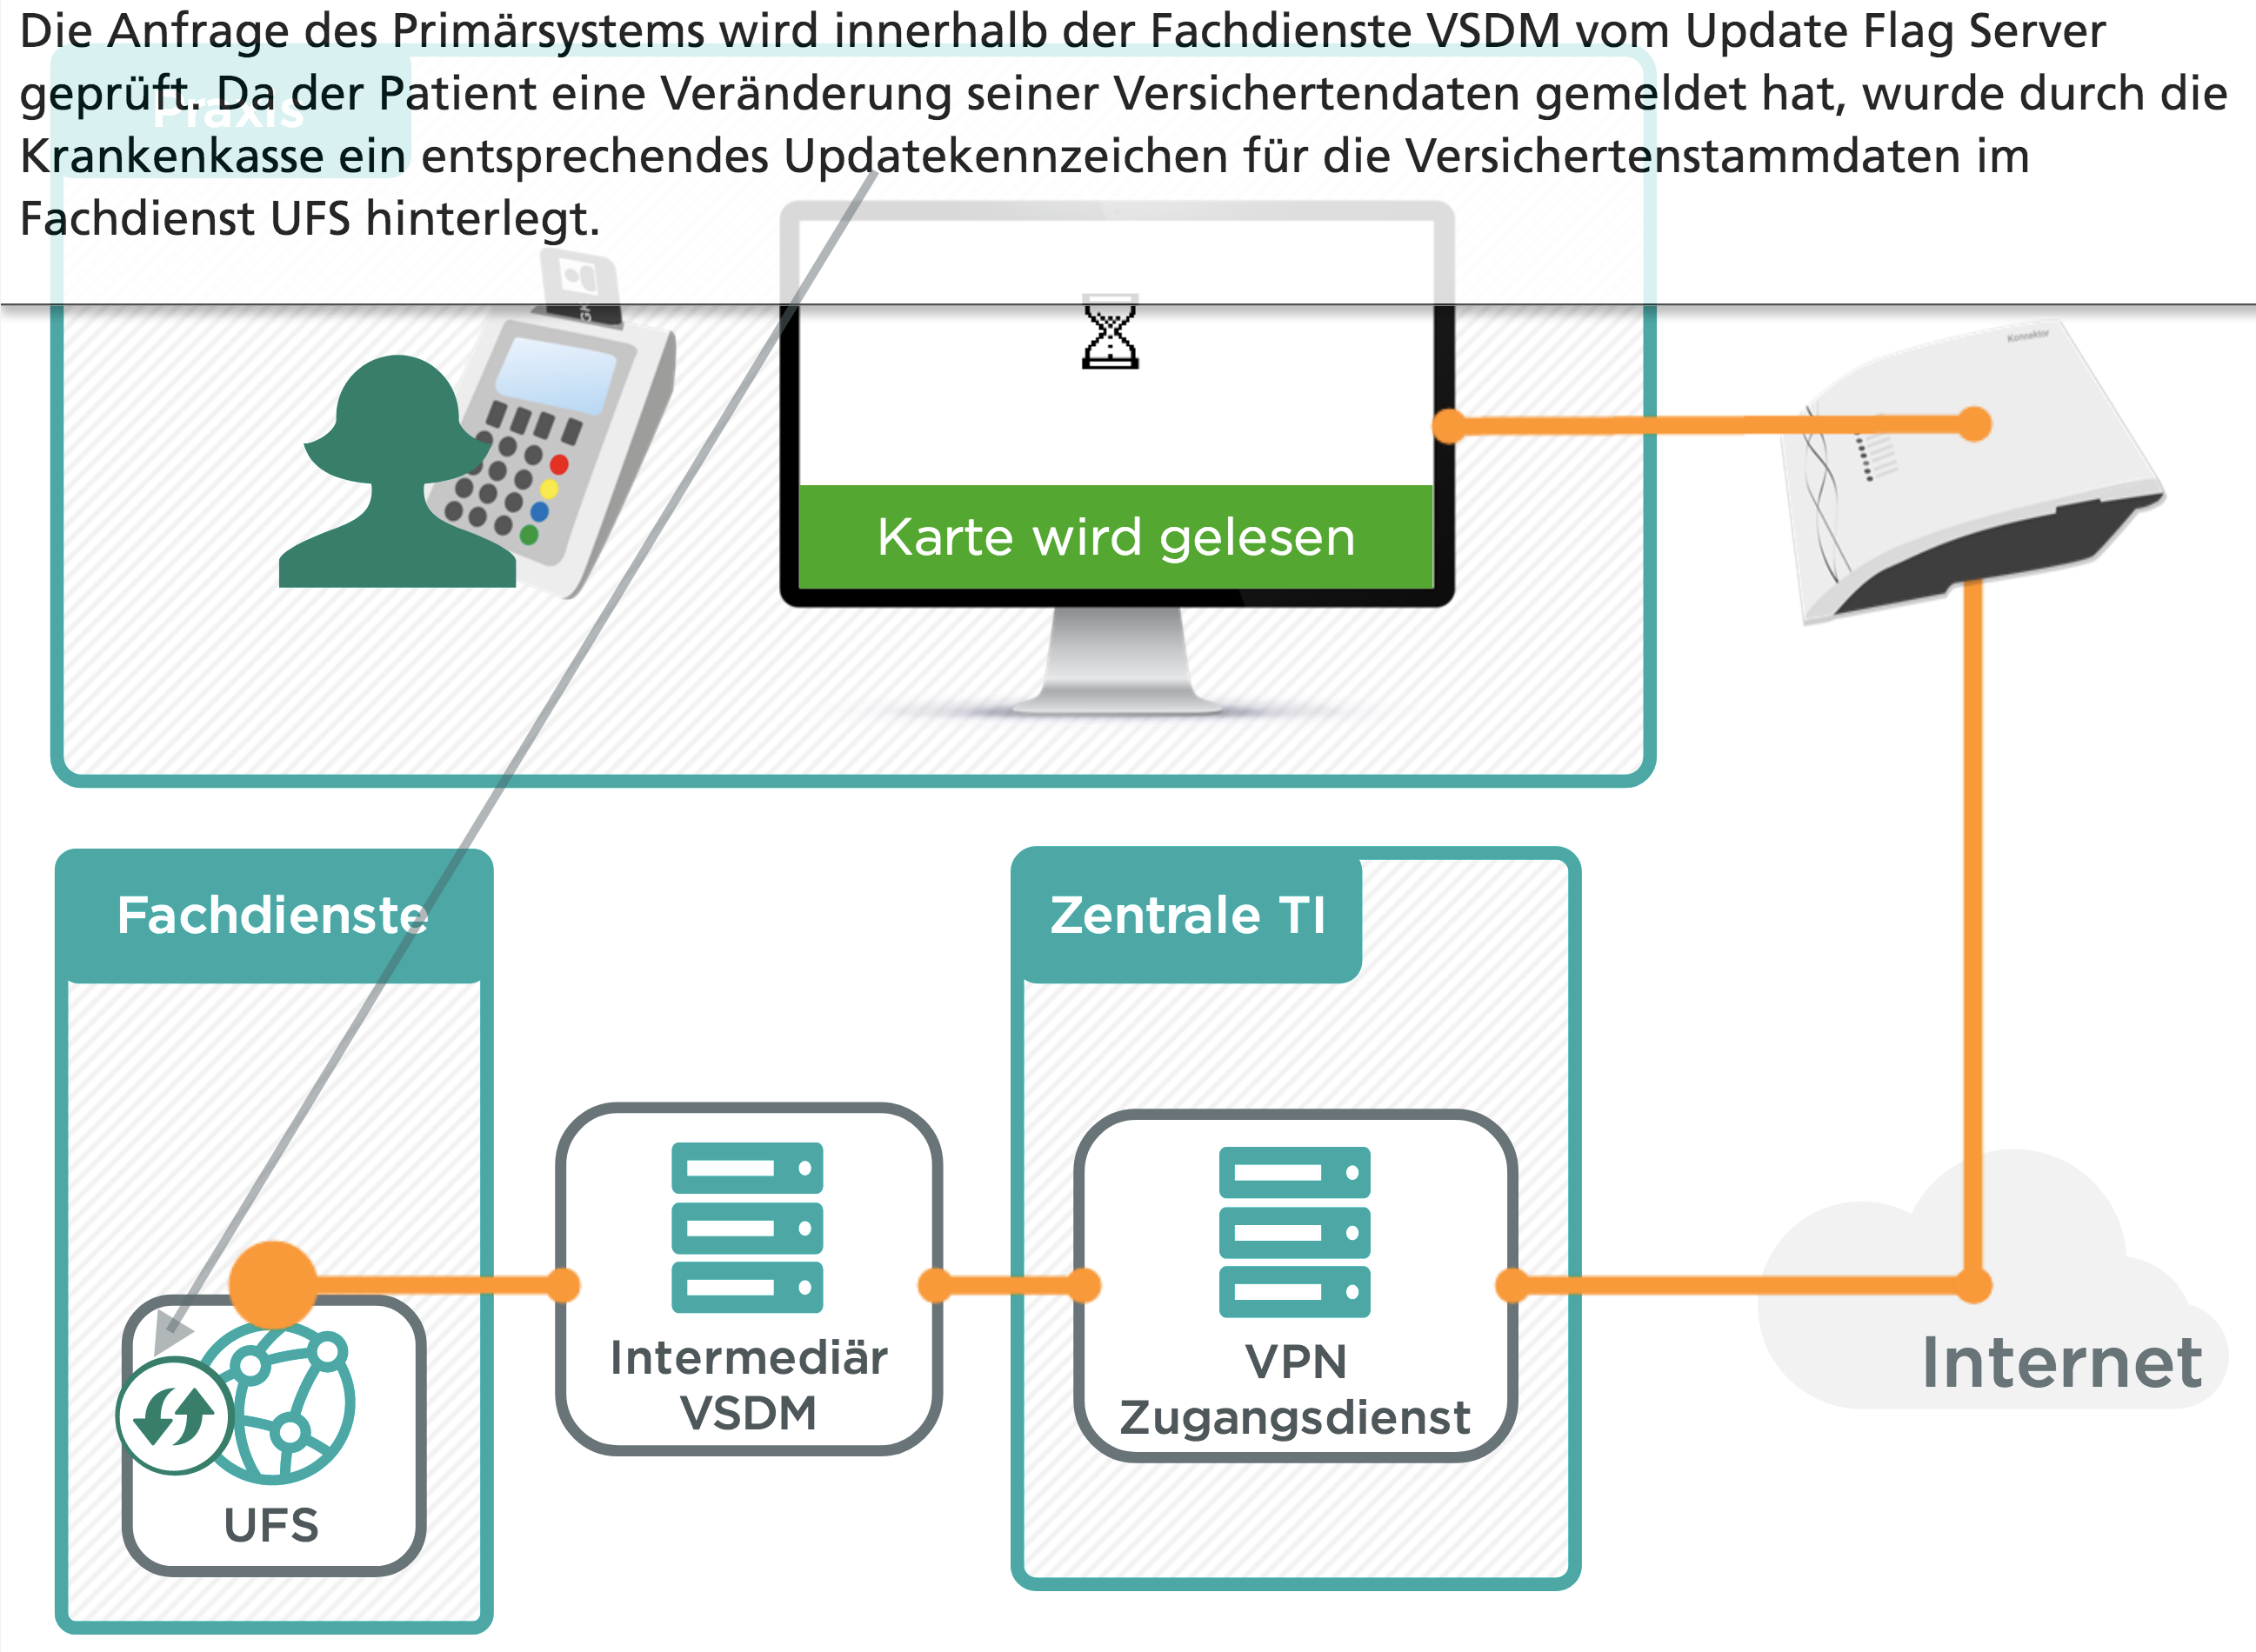 Die Anfrage des Primärsystems wird innerhalb der Fachdienste VSDM vom Update Flag Server
geprüft. Da der Patient eine Veränderung seiner Versichertendaten gemeldet hat, wurde durch die
Krankenkasse ein entsprechendes Updatekennzeichen für die Versichertenstammdaten im
Fachdienst UFS hinterlegt.
Praxis
Konnektor
Karte wird gelesen
Fachdienste
Zentrale TI
Intermediär
VSDM
VPN
Zugangsdienst
Internet
UFS